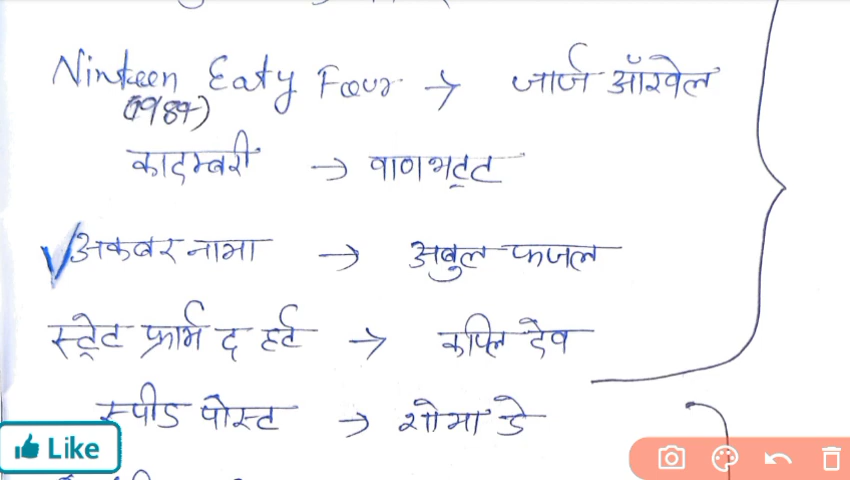 Ninteen Eaty Four → जार्ज ऑरवेल
(1984)
कादम्बरी → वाणभट्ट
अकबरनामा → अबुल फजल
स्ट्रेट फ्रार्म द हर्ट → कप्लि देव
स्पीड पोस्ट → शोमा डे
Like